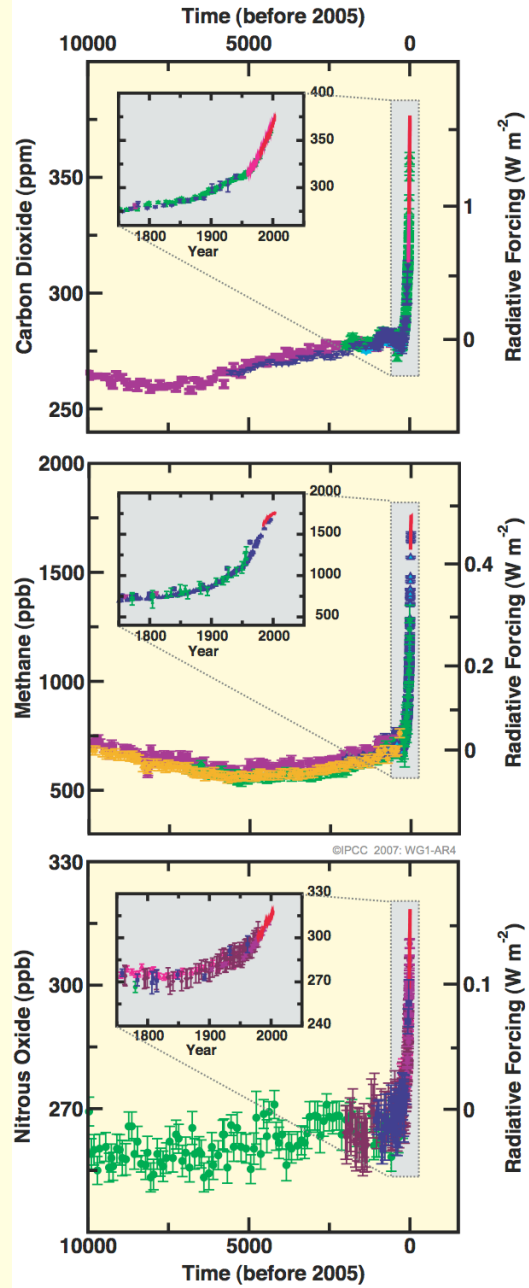 Time (before 2005)
10000 5000 0
Carbon Dioxide (ppm)
350
300
250
400
350
300
1800 1900 2000
Year
Radiative Forcing (W m-2)
1
0
2000
Methane (ppb)
1500
1000
500
2000
1500
1000
500
1800 1900 2000
Year
Radiative Forcing (W m-2)
0.4
0.2
0
©IPCC 2007: WG1-AR4
330
Nitrous Oxide (ppb)
300
270
330
300
270
240
1800 1900 2000
Year
Radiative Forcing (W m-2)
0.1
0
10000 5000 0
Time (before 2005)